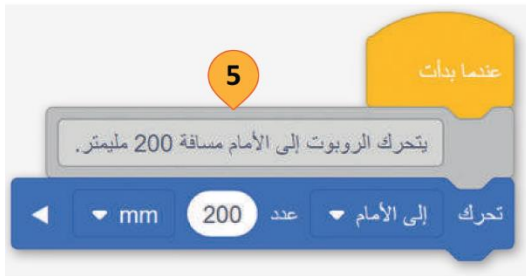 عندما بدأت
5
يتحرك الروبوت إلى الأمام مسافة 200 مليمتر.
تحرك إلى الأمام عدد 200 mm